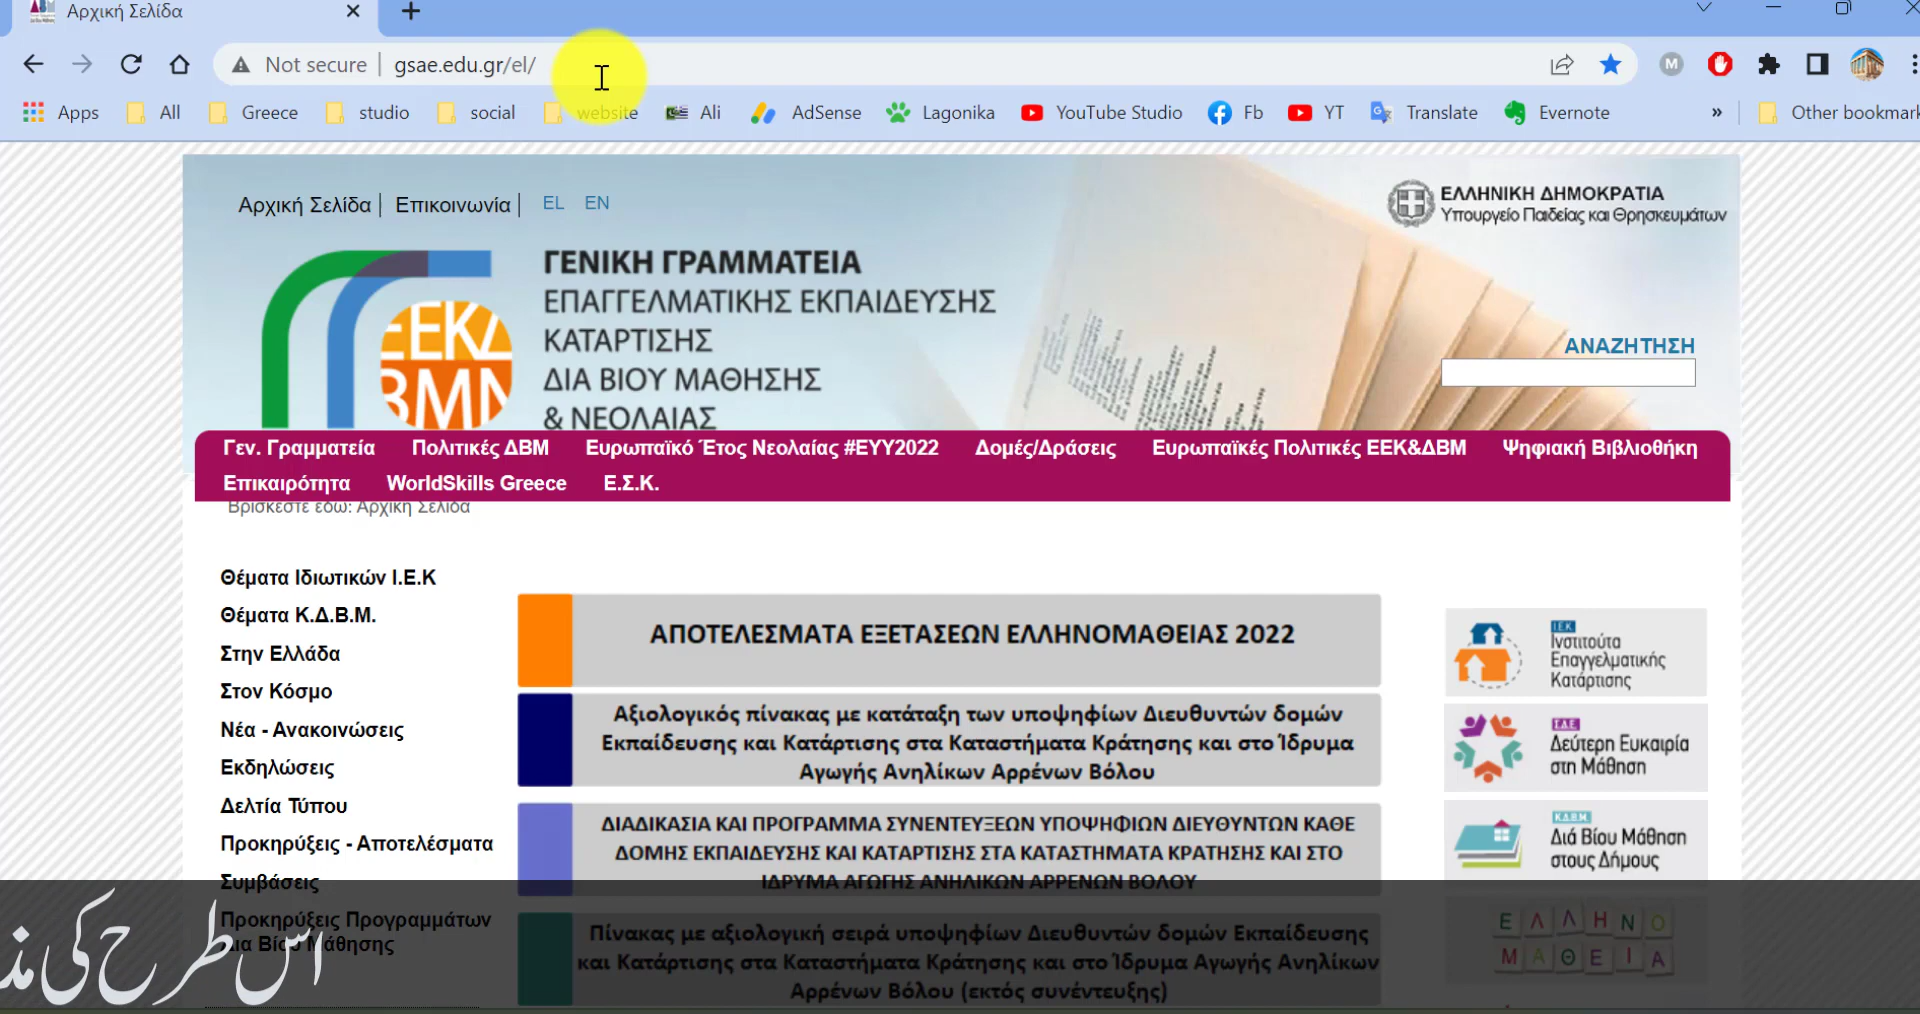 Αρχική Σελίδα
Not secure
gsae.edu.gr/el/
Apps
All
Greece
studio
social
website
Ali
AdSense
Lagonika
YouTube Studio
Fb
YT
Translate
Evernote
»
Other bookmark
Αρχική Σελίδα | Επικοινωνία | EL EN
ΕΛΛΗΝΙΚΗ ΔΗΜΟΚΡΑΤΙΑ
Υπουργείο Παιδείας και Θρησκευμάτων
ΓΕΝΙΚΗ ΓΡΑΜΜΑΤΕΙΑ
ΕΠΑΓΓΕΛΜΑΤΙΚΗΣ ΕΚΠΑΙΔΕΥΣΗΣ
ΚΑΤΑΡΤΙΣΗΣ
ΔΙΑ ΒΙΟΥ ΜΑΘΗΣΗΣ
& ΝΕΟΛΑΙΑΣ
ΑΝΑΖΗΤΗΣΗ
Γεν. Γραμματεία Πολιτικές ΔΒΜ Ευρωπαϊκό Έτος Νεολαίας #EYY2022 Δομές/Δράσεις Ευρωπαϊκές Πολιτικές ΕΕΚ&ΔΒΜ Ψηφιακή Βιβλιοθήκη
Επικαιρότητα WorldSkills Greece Ε.Σ.Κ.
Βρίσκεστε εδώ: Αρχική Σελίδα
Θέματα Ιδιωτικών Ι.Ε.Κ
Θέματα Κ.Δ.Β.Μ.
Στην Ελλάδα
Στον Κόσμο
Νέα - Ανακοινώσεις
Εκδηλώσεις
Δελτία Τύπου
Προκηρύξεις - Αποτελέσματα
Συμβάσεις
Προκηρύξεις Προγραμμάτων
Δια Βίου Μάθησης
ΑΠΟΤΕΛΕΣΜΑΤΑ ΕΞΕΤΑΣΕΩΝ ΕΛΛΗΝΟΜΑΘΕΙΑΣ 2022
Αξιολογικός πίνακας με κατάταξη των υποψηφίων Διευθυντών δομών
Εκπαίδευσης και Κατάρτισης στα Καταστήματα Κράτησης και στο Ίδρυμα
Αγωγής Ανηλίκων Αρρένων Βόλου
ΔΙΑΔΙΚΑΣΙΑ ΚΑΙ ΠΡΟΓΡΑΜΜΑ ΣΥΝΕΝΤΕΥΞΕΩΝ ΥΠΟΨΗΦΙΩΝ ΔΙΕΥΘΥΝΤΩΝ ΚΑΘΕ
ΔΟΜΗΣ ΕΚΠΑΙΔΕΥΣΗΣ ΚΑΙ ΚΑΤΑΡΤΙΣΗΣ ΣΤΑ ΚΑΤΑΣΤΗΜΑΤΑ ΚΡΑΤΗΣΗΣ ΚΑΙ ΣΤΟ
ΙΔΡΥΜΑ ΑΓΩΓΗΣ ΑΝΗΛΙΚΩΝ ΑΡΡΕΝΩΝ ΒΟΛΟΥ
Πίνακας με αξιολογική σειρά υποψηφίων Διευθυντών δομών Εκπαίδευσης
και Κατάρτισης στα Καταστήματα Κράτησης και στο Ίδρυμα Αγωγής Ανηλίκων
Αρρένων Βόλου (εκτός συνέντευξης)
Ι.Ε.Κ.
Ινστιτούτα
Επαγγελματικής
Κατάρτισης
Σ.Δ.Ε.
Δεύτερη Ευκαιρία
στη Μάθηση
Κ.Δ.Β.Μ.
Διά Βίου Μάθηση
στους Δήμους
ΕΛΛΗΝΟ
ΜΑΘΕΙΑ
اس طرح کی